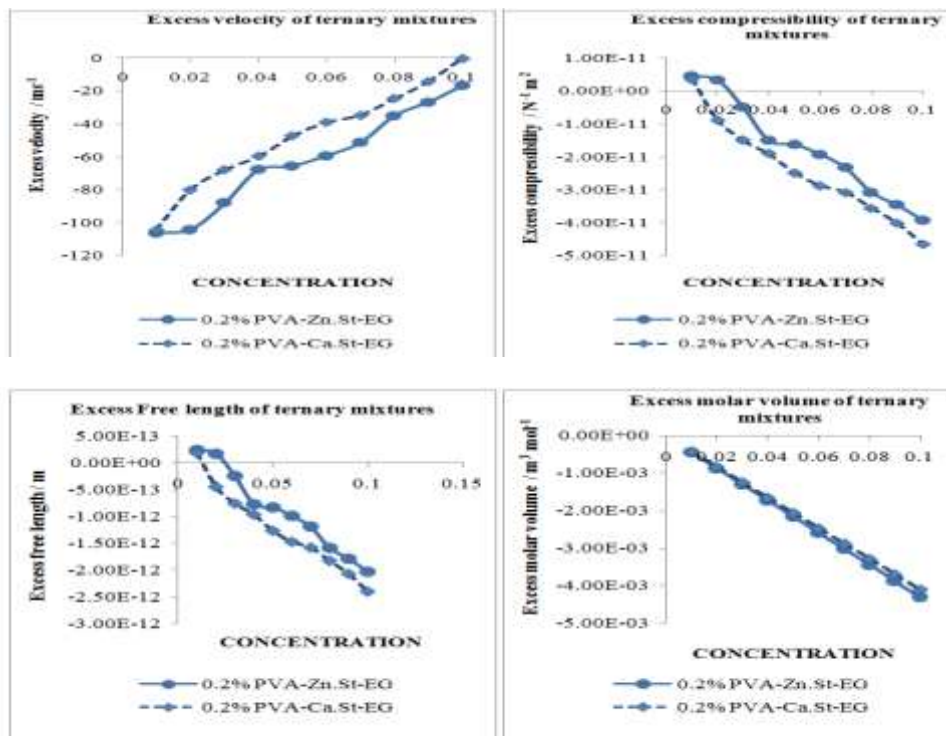 Excess velocity of ternary mixtures
0
0 0.02 0.04 0.06 0.08 0.1
-20
-40
-60
-80
-100
-120
Excess velocity / ms-1
CONCENTRATION
0.2% PVA-Zn.St-EG
0.2% PVA-Ca.St-EG
Excess compressibility of ternary
mixtures
1.00E-11
0.00E+00
0 0.02 0.04 0.06 0.08 0.1
-1.00E-11
-2.00E-11
-3.00E-11
-4.00E-11
-5.00E-11
Excess compressibility / N-1 m2
CONCENTRATION
0.2% PVA-Zn.St-EG
0.2% PVA-Ca.St-EG
Excess Free length of ternary mixtures
5.00E-13
0.00E+00
0 0.05 0.1 0.15
-5.00E-13
-1.00E-12
-1.50E-12
-2.00E-12
-2.50E-12
-3.00E-12
Excess free length / m
CONCENTRATION
0.2% PVA-Zn.St-EG
0.2% PVA-Ca.St-EG
Excess molar volume of ternary
mixtures
0.00E+00
0 0.02 0.04 0.06 0.08 0.1
-1.00E-03
-2.00E-03
-3.00E-03
-4.00E-03
-5.00E-03
Excess molar volume / m3 mol-1
CONCENTRATION
0.2% PVA-Zn.St-EG
0.2% PVA-Ca.St-EG